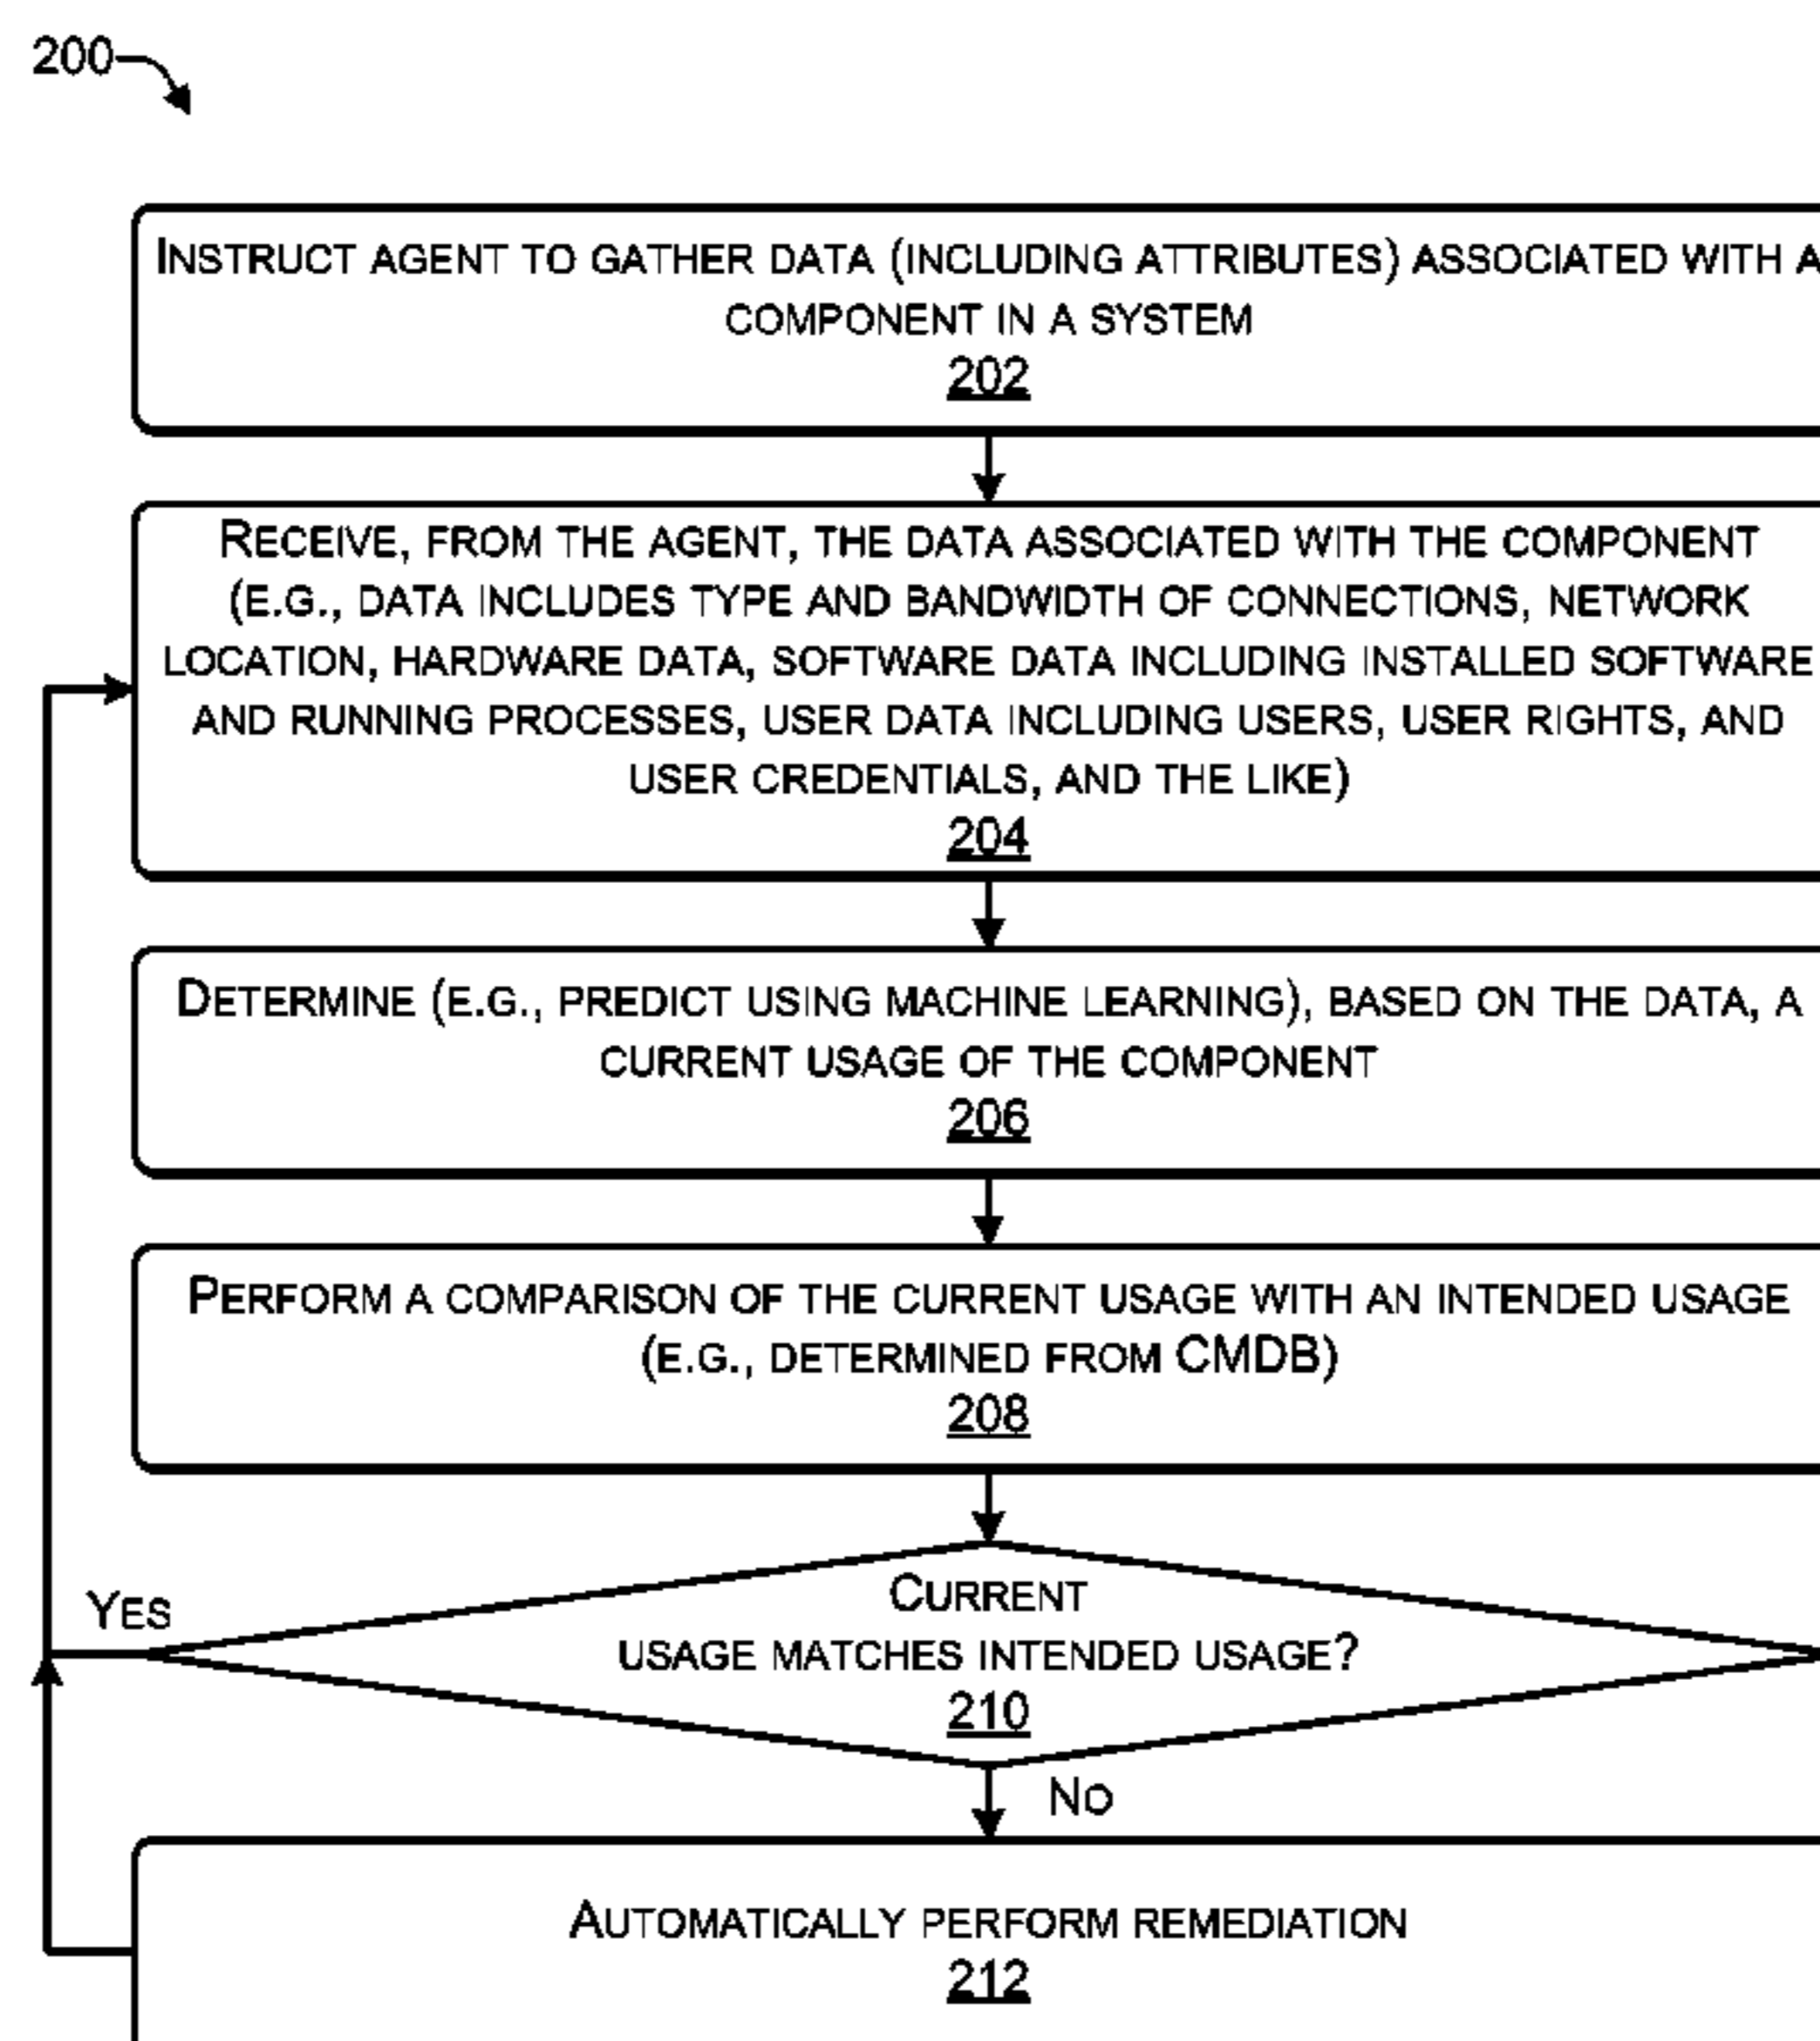 200
INSTRUCT AGENT TO GATHER DATA (INCLUDING ATTRIBUTES) ASSOCIATED WITH A
COMPONENT IN A SYSTEM
202
RECEIVE, FROM THE AGENT, THE DATA ASSOCIATED WITH THE COMPONENT
(E.G., DATA INCLUDES TYPE AND BANDWIDTH OF CONNECTIONS, NETWORK
LOCATION, HARDWARE DATA, SOFTWARE DATA INCLUDING INSTALLED SOFTWARE
AND RUNNING PROCESSES, USER DATA INCLUDING USERS, USER RIGHTS, AND
USER CREDENTIALS, AND THE LIKE)
204
DETERMINE (E.G., PREDICT USING MACHINE LEARNING), BASED ON THE DATA, A
CURRENT USAGE OF THE COMPONENT
206
PERFORM A COMPARISON OF THE CURRENT USAGE WITH AN INTENDED USAGE
(E.G., DETERMINED FROM CMDB)
208
YES
CURRENT
USAGE MATCHES INTENDED USAGE?
210
NO
AUTOMATICALLY PERFORM REMEDIATION
212